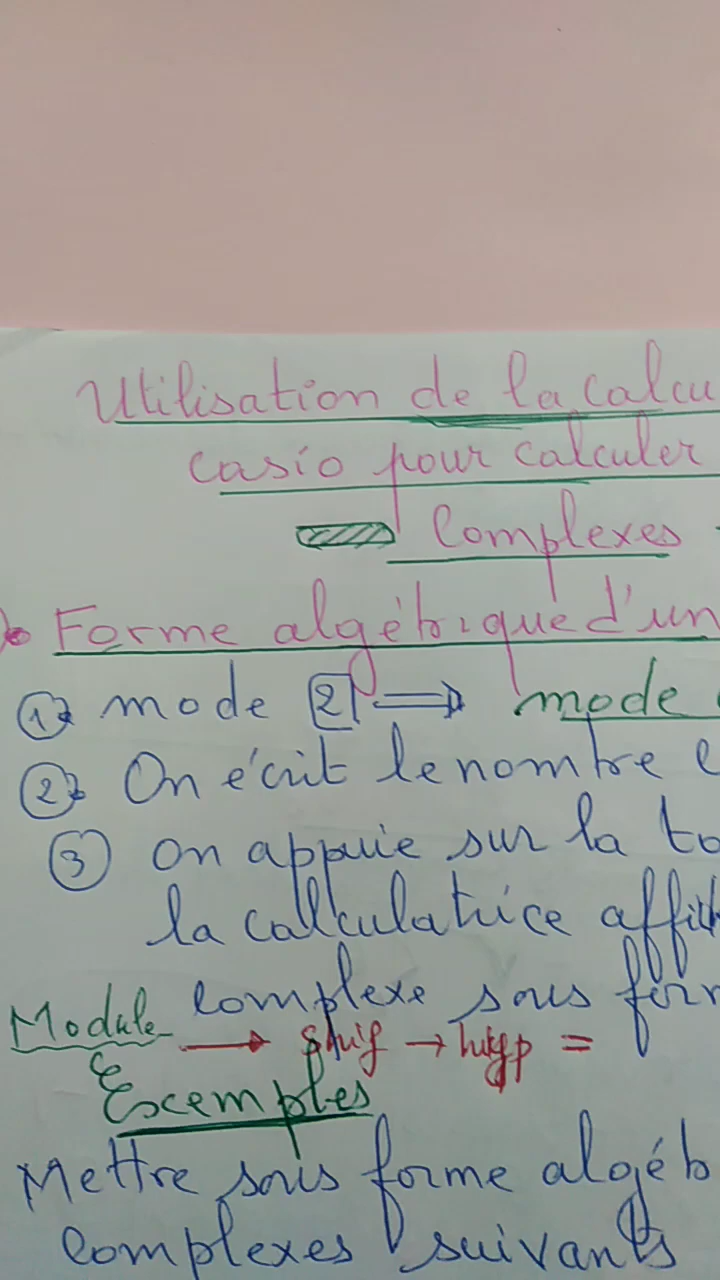 Utilisation de la calcu
casio pour calculer
Complexes
Forme algébrique d'un
① mode 2 ⟹ mode
② On écrit le nombre
③ on appuie sur la to
la calculatrice affich
complexe sous form
Module → shif → hyp =
Excemples
Mettre sous forme algéb
complexes suivants